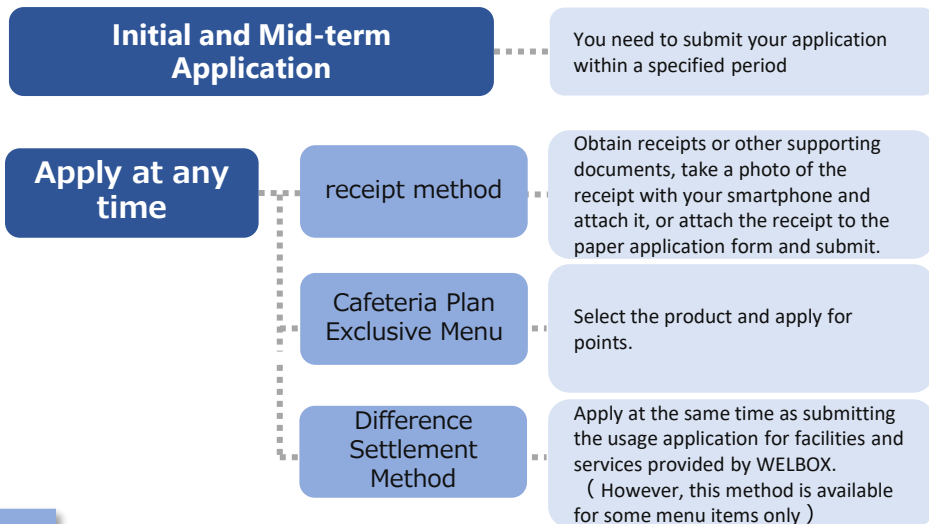 Initial and Mid-term
Application
You need to submit your application
within a specified period
Apply at any
time
receipt method
Obtain receipts or other supporting
documents, take a photo of the
receipt with your smartphone and
attach it, or attach the receipt to the
paper application form and submit.
Cafeteria Plan
Exclusive Menu
Select the product and apply for
points.
Difference
Settlement
Method
Apply at the same time as submitting
the usage application for facilities and
services provided by WELBOX.
（ However, this method is available
for some menu items only ）